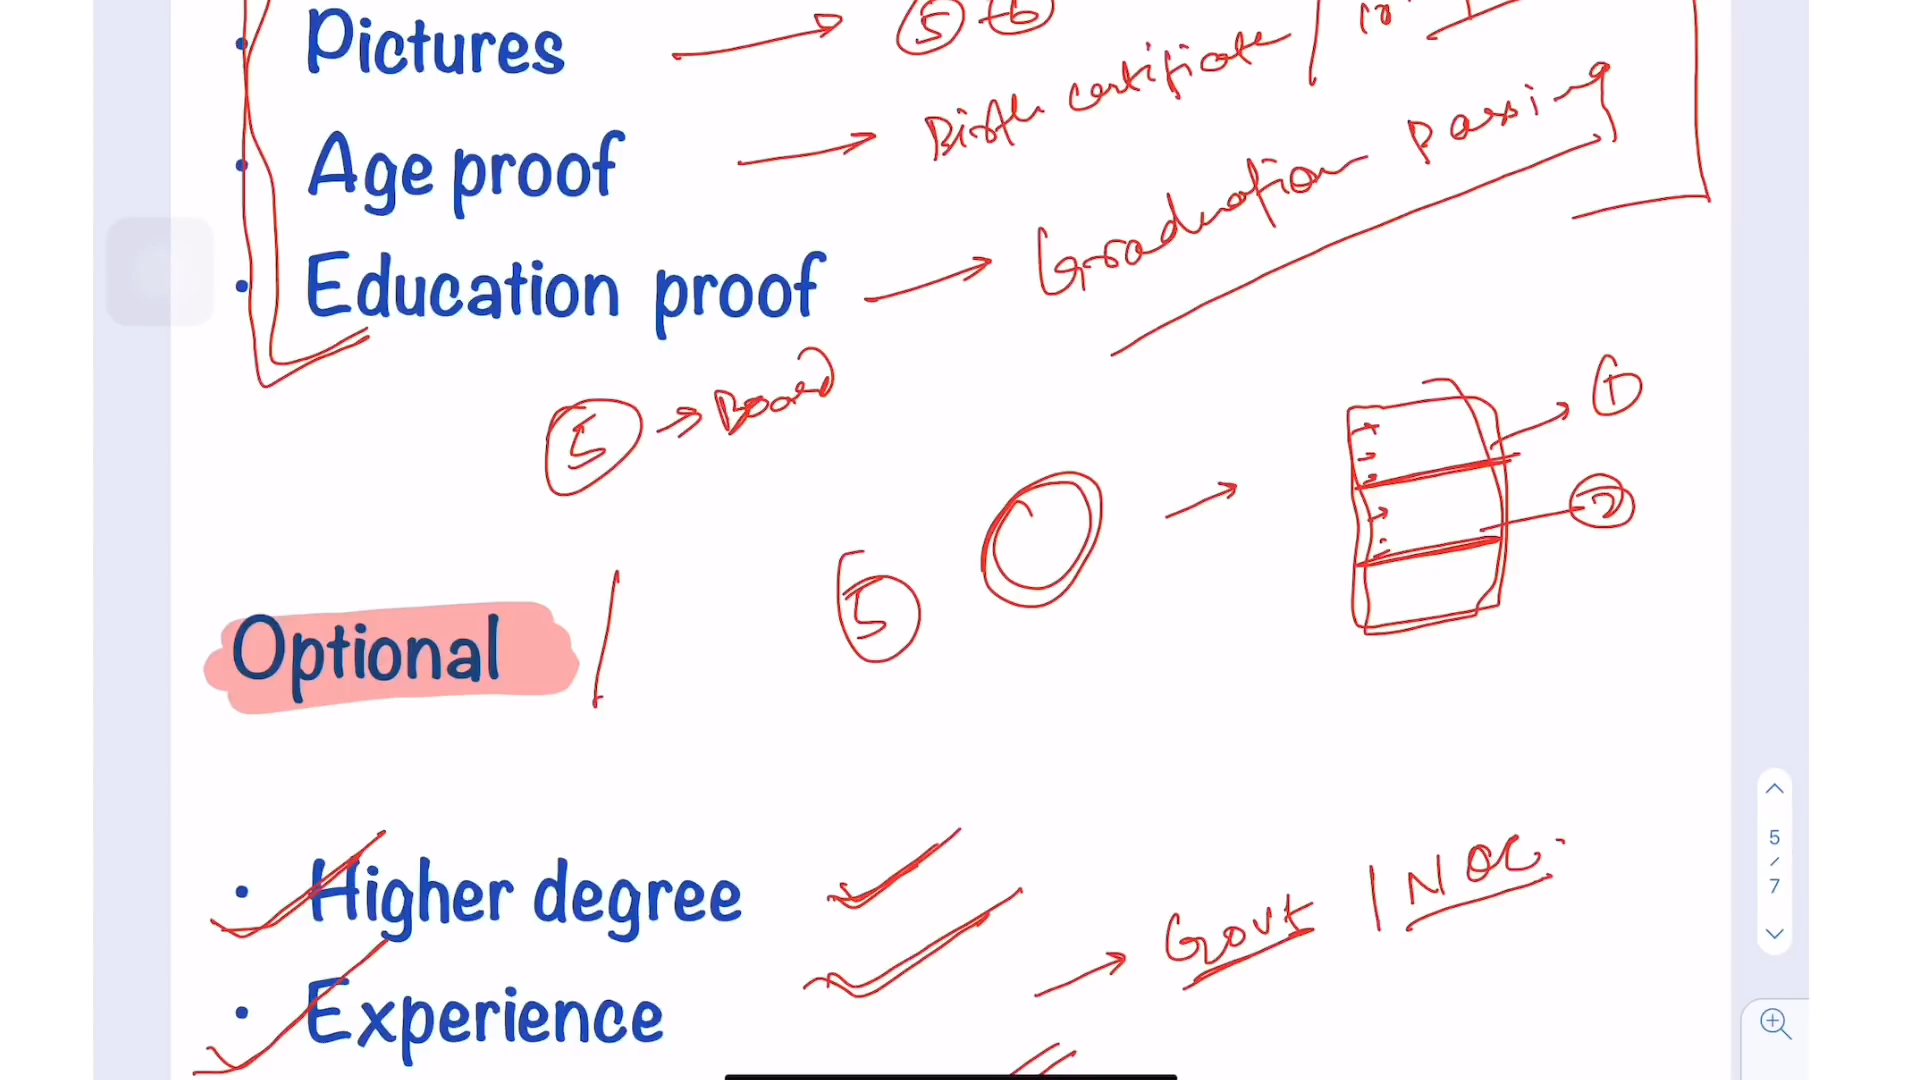 Pictures 5 - 6
Age proof Birth certificate /
Education proof Graduation passing
5 Board
1
2
5
Optional
5
/
7
Higher degree
Govt / NOC.
Experience